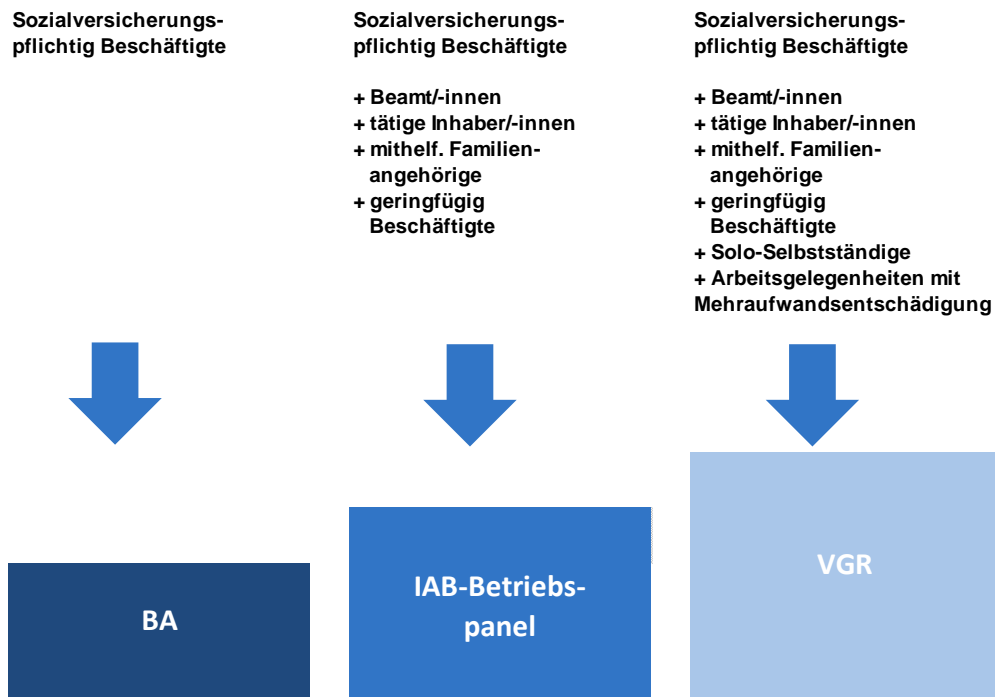 Sozialversicherungs-
pflichtig Beschäftigte
Sozialversicherungs-
pflichtig Beschäftigte
+ Beamt/-innen
+ tätige Inhaber/-innen
+ mithelf. Familien-
angehörige
+ geringfügig
Beschäftigte
Sozialversicherungs-
pflichtig Beschäftigte
+ Beamt/-innen
+ tätige Inhaber/-innen
+ mithelf. Familien-
angehörige
+ geringfügig
Beschäftigte
+ Solo-Selbstständige
+ Arbeitsgelegenheiten mit
Mehraufwandsentschädigung
BA
IAB-Betriebs-
panel
VGR